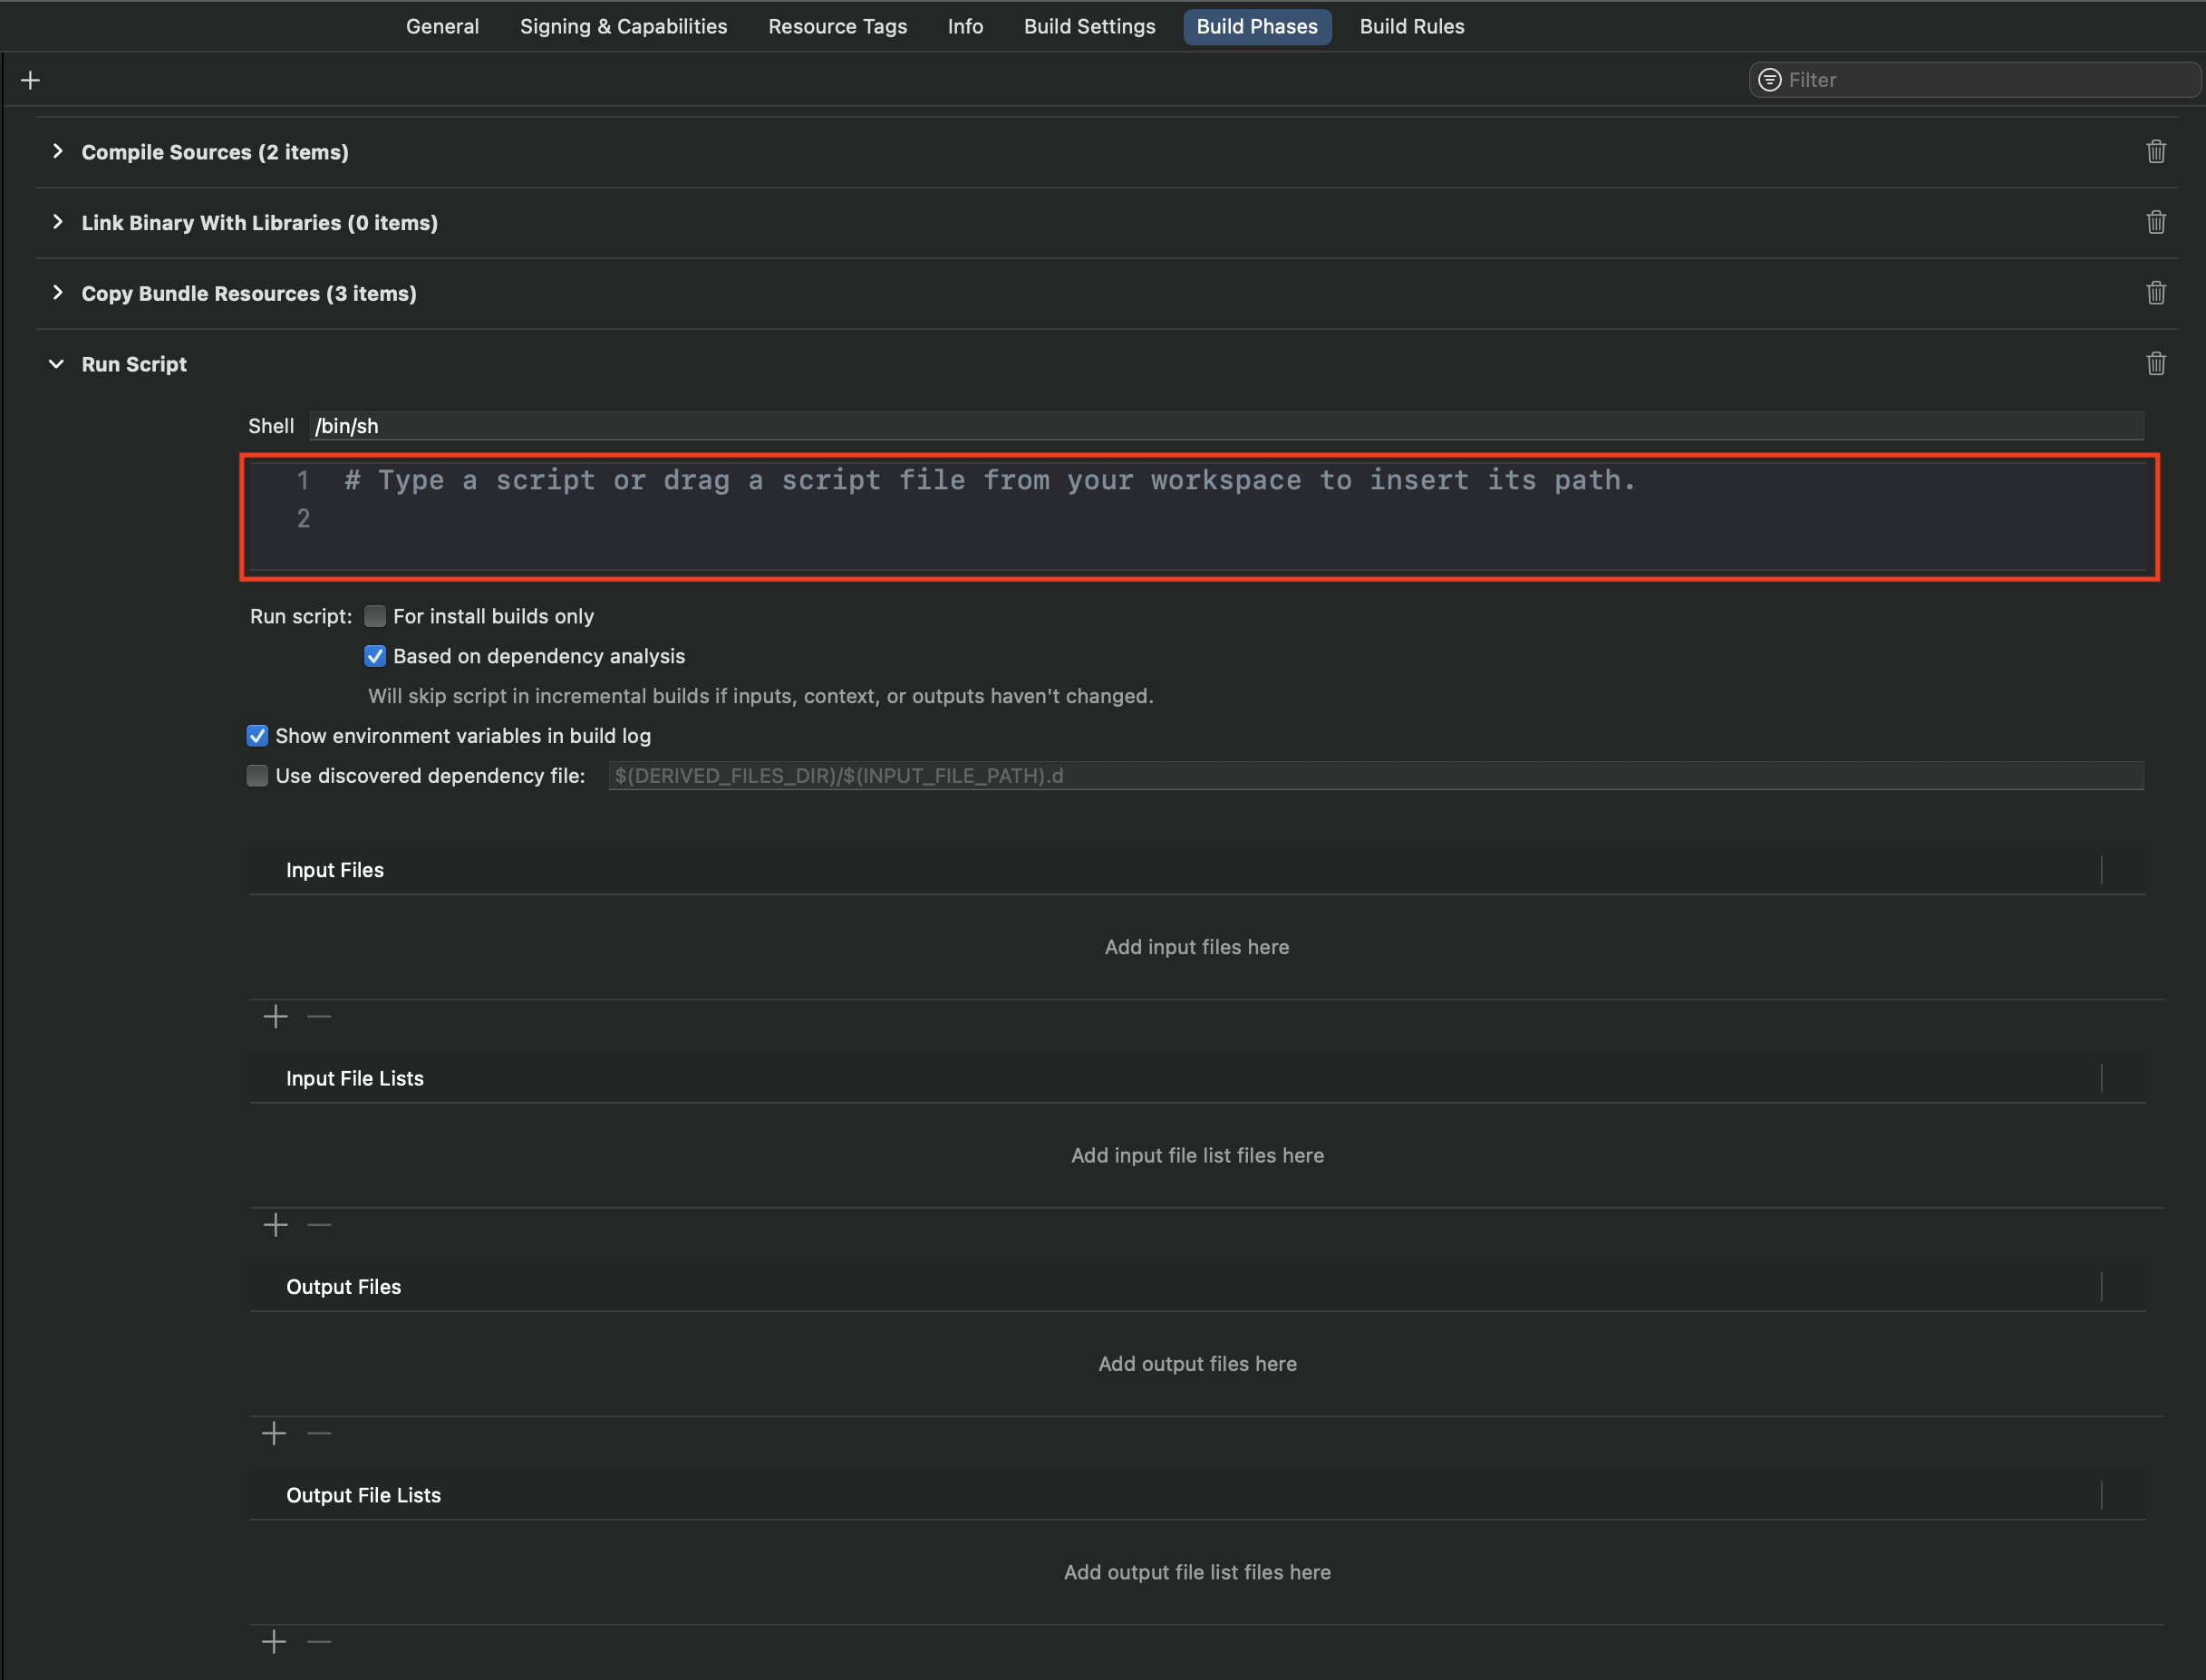 General Signing & Capabilities Resource Tags Info Build Settings Build Phases Build Rules
Filter
Compile Sources (2 items)
Link Binary With Libraries (0 items)
Copy Bundle Resources (3 items)
Run Script
Shell /bin/sh
1 # Type a script or drag a script file from your workspace to insert its path.
2
Run script: For install builds only
Based on dependency analysis
Will skip script in incremental builds if inputs, context, or outputs haven't changed.
Show environment variables in build log
Use discovered dependency file: $(DERIVED_FILES_DIR)/$(INPUT_FILE_PATH).d
Input Files
Add input files here
Input File Lists
Add input file list files here
Output Files
Add output files here
Output File Lists
Add output file list files here